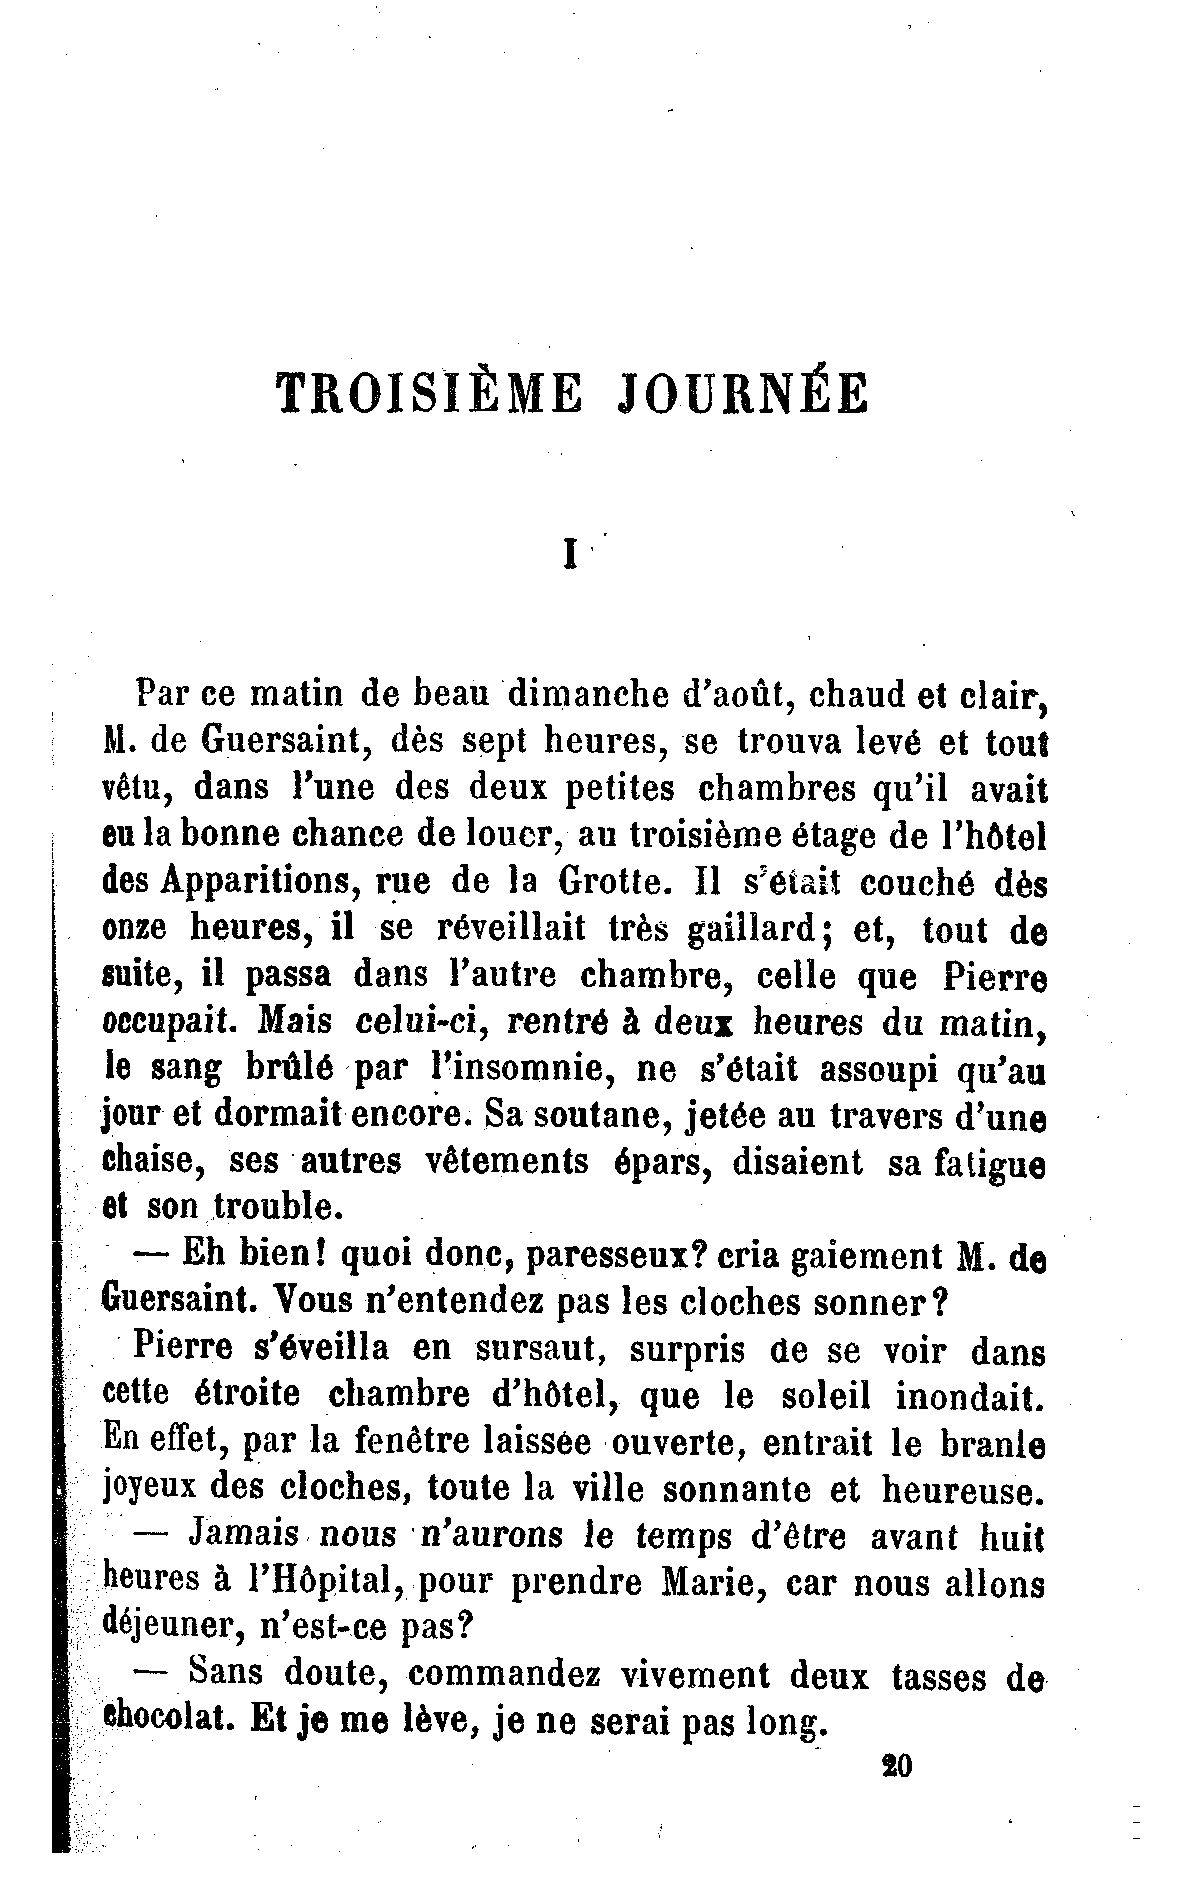 TROISIÈME JOURNÉE
I
Par ce matin de beau dimanche d'août, chaud et clair,
M. de Guersaint, dès sept heures, se trouva levé et tout
vêtu, dans l'une des deux petites chambres qu'il avait
eu la bonne chance de louer, au troisième étage de l'hôtel
des Apparitions, rue de la Grotte. Il s'était couché dès
onze heures, il se réveillait très gaillard; et, tout de
suite, il passa dans l'autre chambre, celle que Pierre
occupait. Mais celui-ci, rentré à deux heures du matin,
le sang brûlé par l'insomnie, ne s'était assoupi qu'au
jour et dormait encore. Sa soutane, jetée au travers d'une
chaise, ses autres vêtements épars, disaient sa fatigue
et son trouble.
— Eh bien! quoi donc, paresseux? cria gaiement M. de
Guersaint. Vous n'entendez pas les cloches sonner?
Pierre s'éveilla en sursaut, surpris de se voir dans
cette étroite chambre d'hôtel, que le soleil inondait.
En effet, par la fenêtre laissée ouverte, entrait le branle
joyeux des cloches, toute la ville sonnante et heureuse.
— Jamais nous n'aurons le temps d'être avant huit
heures à l'Hôpital, pour prendre Marie, car nous allons
déjeuner, n'est-ce pas?
— Sans doute, commandez vivement deux tasses de
chocolat. Et je me lève, je ne serai pas long.
20